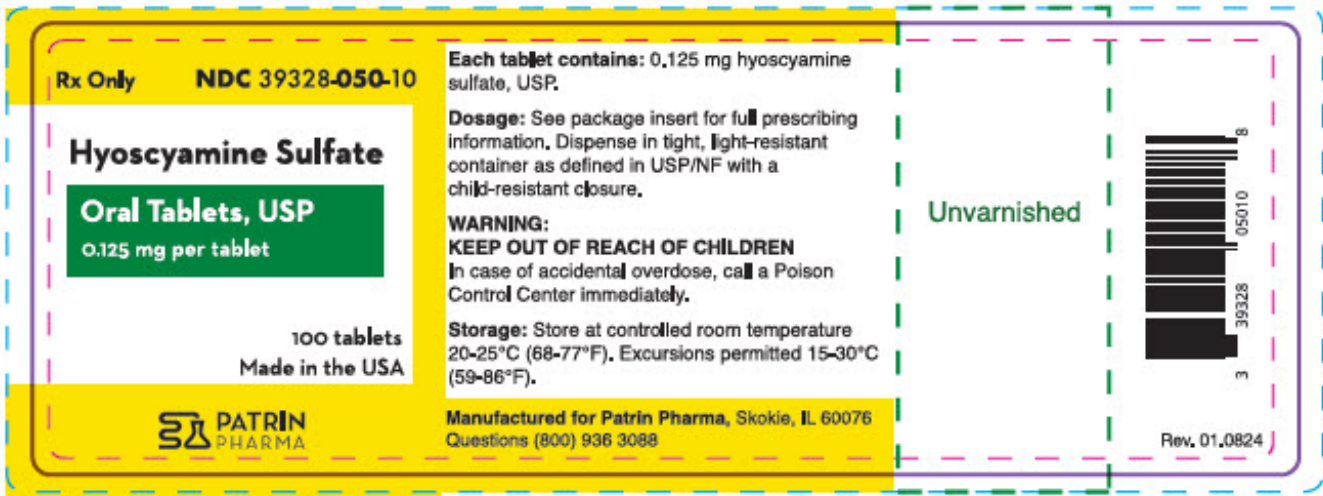 Rx Only NDC 39328-050-10
Hyoscyamine Sulfate
Oral Tablets, USP
0.125 mg per tablet
100 tablets
Made in the USA
PATRIN
PHARMA
Each tablet contains: 0.125 mg hyoscyamine
sulfate, USP.
Dosage: See package insert for full prescribing
information. Dispense in tight, light-resistant
container as defined in USP/NF with a
child-resistant closure.
WARNING:
KEEP OUT OF REACH OF CHILDREN
In case of accidental overdose, call a Poison
Control Center immediately.
Storage: Store at controlled room temperature
20-25°C (68-77°F). Excursions permitted 15-30°C
(59-86°F).
Manufactured for Patrin Pharma, Skokie, IL 60076
Questions (800) 936 3088
Unvarnished
3 39328 05010 8
Rev. 01.0824